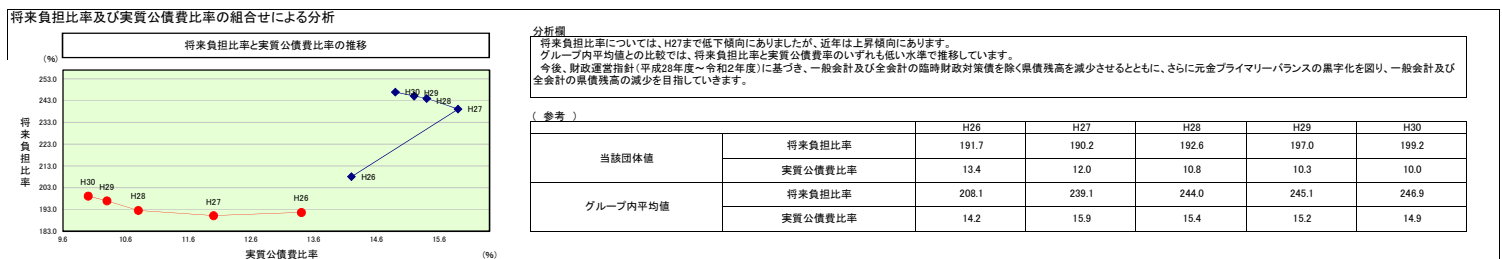 将来負担比率及び実質公債費比率の組合せによる分析
将来負担比率と実質公債費比率の推移
(%)
253.0
243.0
233.0
223.0
213.0
203.0
193.0
183.0
将来負担比率
H30
H29
H28
H27
H26
H30
H29
H28
H27
H26
9.6 10.6 11.6 12.6 13.6 14.6 15.6
実質公債費比率
(%)
分析欄
将来負担比率については、H27まで低下傾向にありましたが、近年は上昇傾向にあります。
グループ内平均値との比較では、将来負担比率と実質公債費率のいずれも低い水準で推移しています。
今後、財政運営指針(平成28年度～令和2年度)に基づき、一般会計及び全会計の臨時財政対策債を除く県債残高を減少させるとともに、さらに元金プライマリーバランスの黒字化を図り、一般会計及び
全会計の県債残高の減少を目指していきます。
( 参考 )
H26 H27 H28 H29 H30
当該団体値
将来負担比率 191.7 190.2 192.6 197.0 199.2
実質公債費比率 13.4 12.0 10.8 10.3 10.0
グループ内平均値
将来負担比率 208.1 239.1 244.0 245.1 246.9
実質公債費比率 14.2 15.9 15.4 15.2 14.9